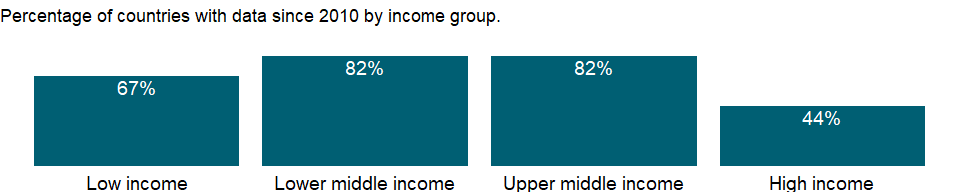 Percentage of countries with data since 2010 by income group.
67%
82%
82%
44%
Low income
Lower middle income
Upper middle income
High income